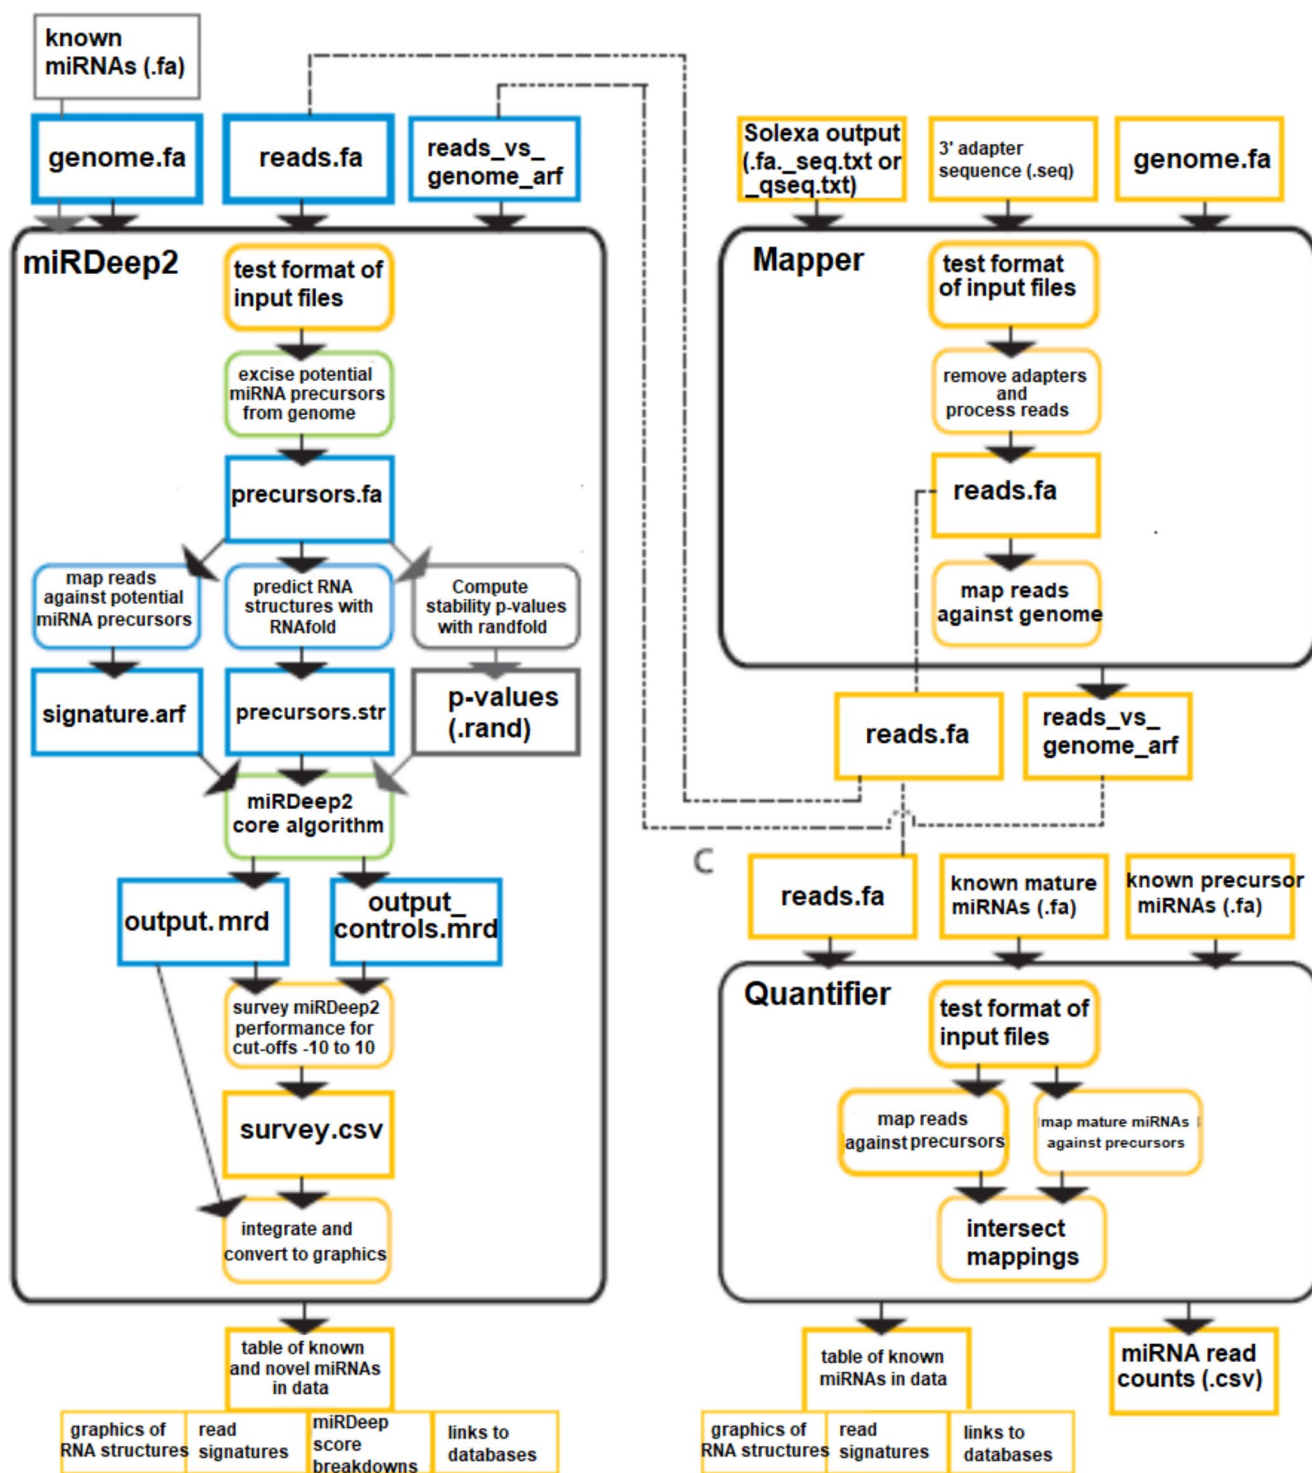 known
miRNAs (.fa)
genome.fa
reads.fa
reads_vs_
genome_arf
miRDeep2
test format of
input files
excise potential
miRNA precursors
from genome
precursors.fa
map reads
against potential
miRNA precursors
predict RNA
structures with
RNAfold
Compute
stability p-values
with randfold
signature.arf
precursors.str
p-values
(.rand)
miRDeep2
core algorithm
output.mrd
output_
controls.mrd
survey miRDeep2
performance for
cut-offs -10 to 10
survey.csv
integrate and
convert to graphics
table of known
and novel miRNAs
in data
graphics of
RNA structures
read
signatures
miRDeep
score
breakdowns
links to
databases
Solexa output
(.fa._seq.txt or
_qseq.txt)
3' adapter
sequence (.seq)
genome.fa
Mapper
test format
of input files
remove adapters
and
process reads
reads.fa
map reads
against genome
reads.fa
reads_vs_
genome_arf
C
reads.fa
known mature
miRNAs (.fa)
known precursor
miRNAs (.fa)
Quantifier
test format of
input files
map reads
against precursors
map mature miRNAs
against precursors
intersect
mappings
table of known
miRNAs in data
miRNA read
counts (.csv)
graphics of
RNA structures
read
signatures
links to
databases